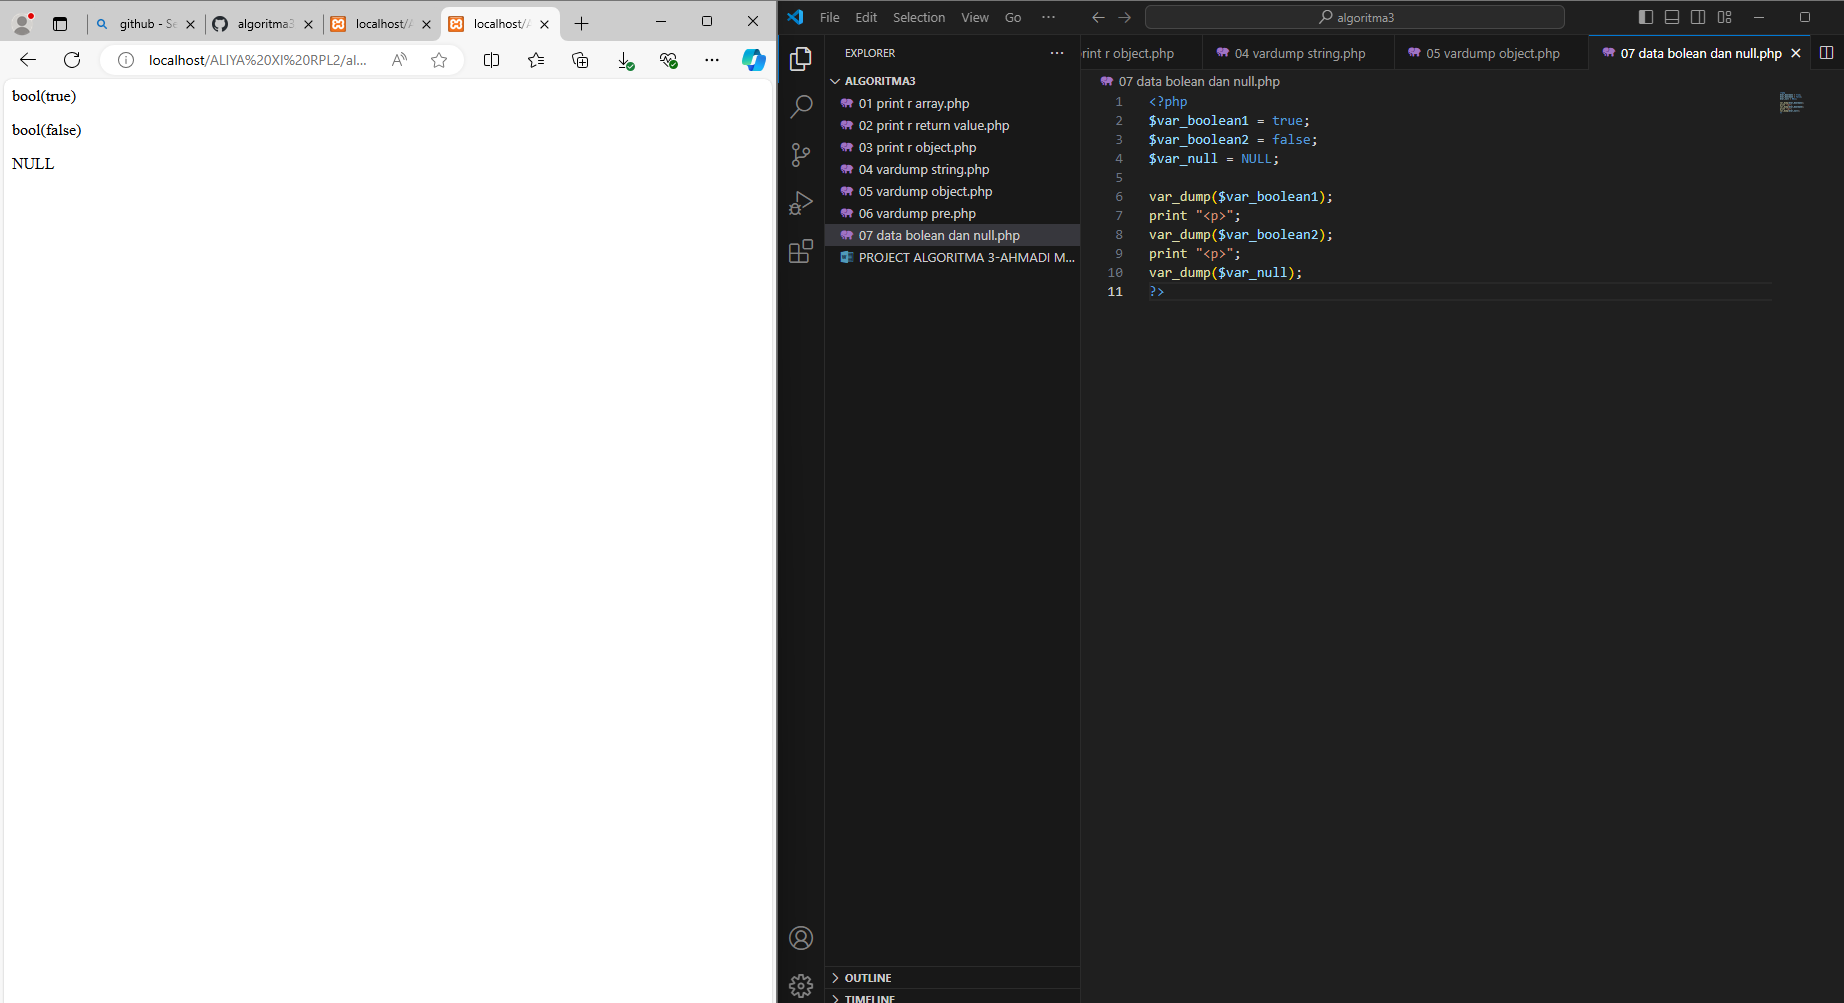 github - Se
algoritma3
localhost/A
localhost/A
localhost/ALIYA%20XI%20RPL2/al...
bool(true)
bool(false)
NULL
File Edit Selection View Go ...
algoritma3
EXPLORER
ALGORITMA3
01 print r array.php
02 print r return value.php
03 print r object.php
04 vardump string.php
05 vardump object.php
06 vardump pre.php
07 data bolean dan null.php
PROJECT ALGORITMA 3-AHMADI M...
OUTLINE
TIMELINE
rint r object.php
04 vardump string.php
05 vardump object.php
07 data bolean dan null.php
07 data bolean dan null.php
1 <?php
2 $var_boolean1 = true;
3 $var_boolean2 = false;
4 $var_null = NULL;
5
6 var_dump($var_boolean1);
7 print "<p>";
8 var_dump($var_boolean2);
9 print "<p>";
10 var_dump($var_null);
11 ?>